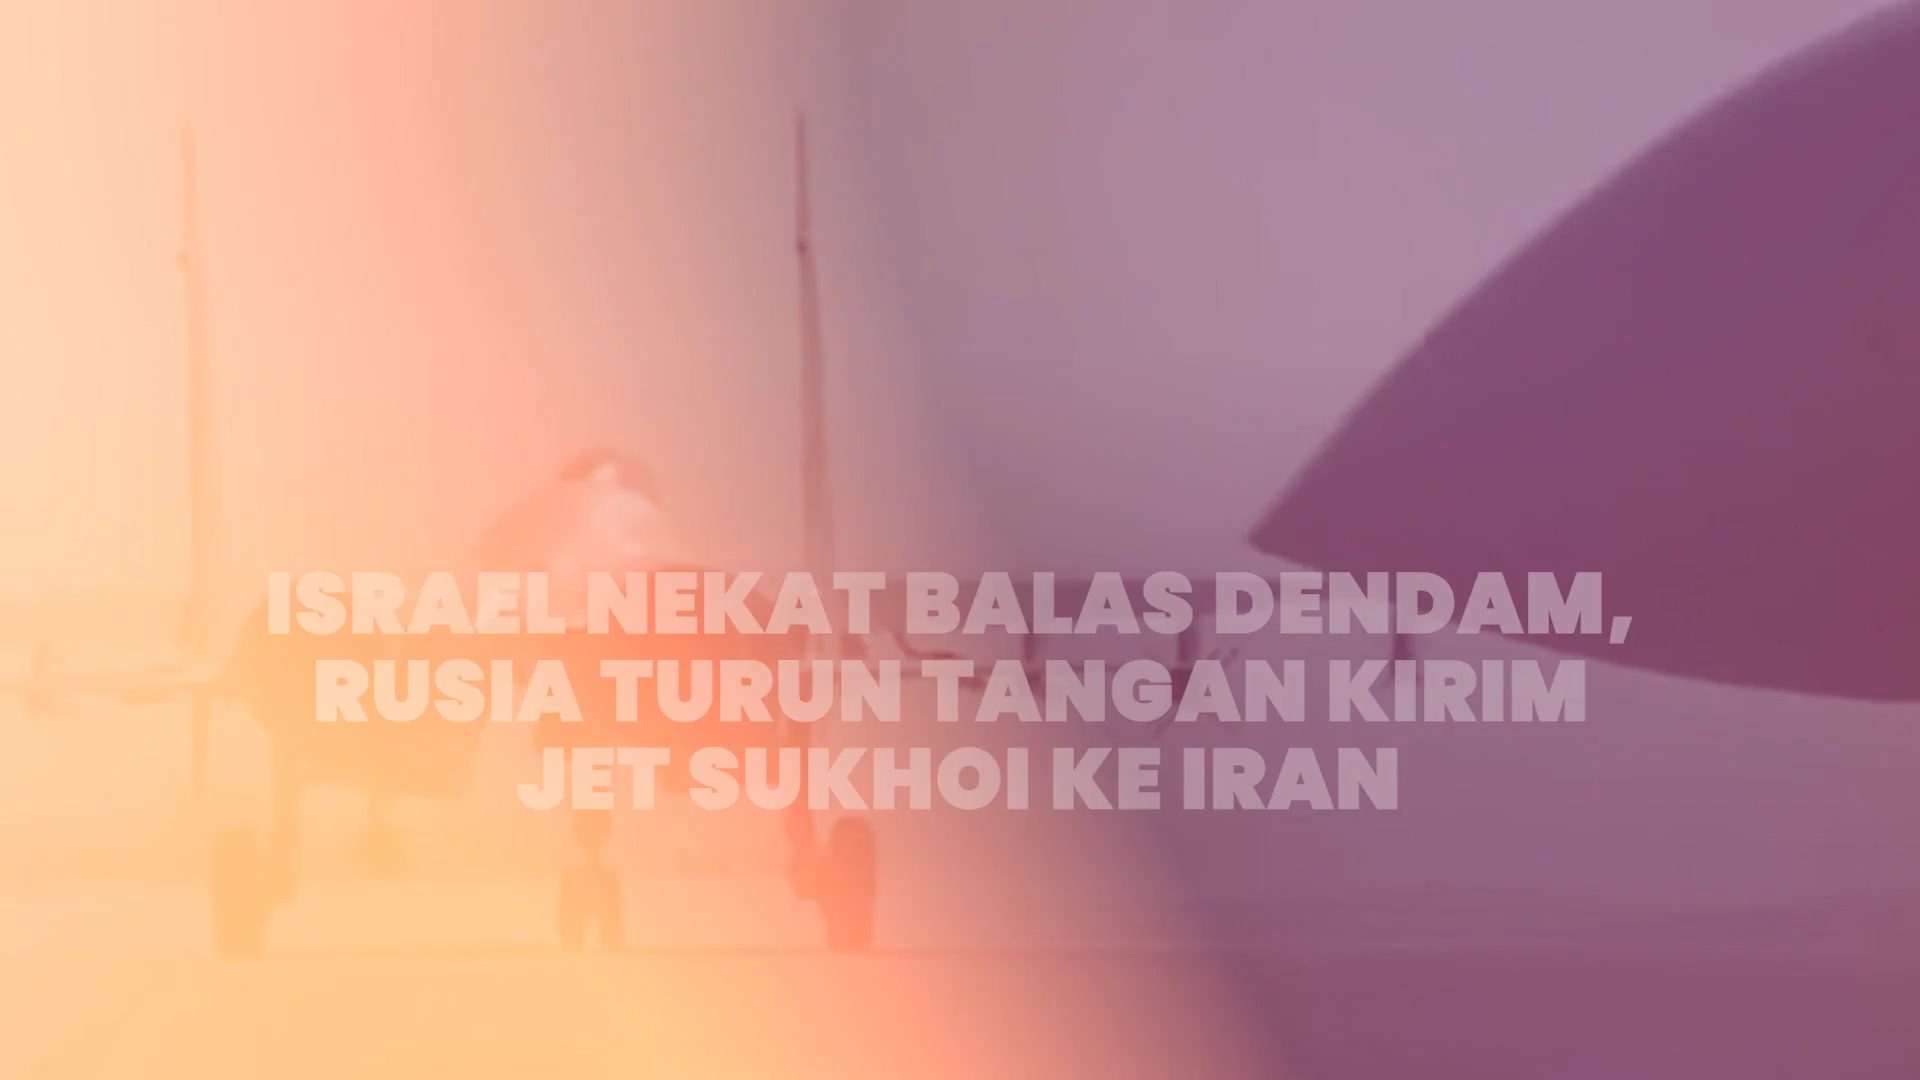 ISRAEL NEKAT BALAS DENDAM,
RUSIA TURUN TANGAN KIRIM
JET SUKHOI KE IRAN